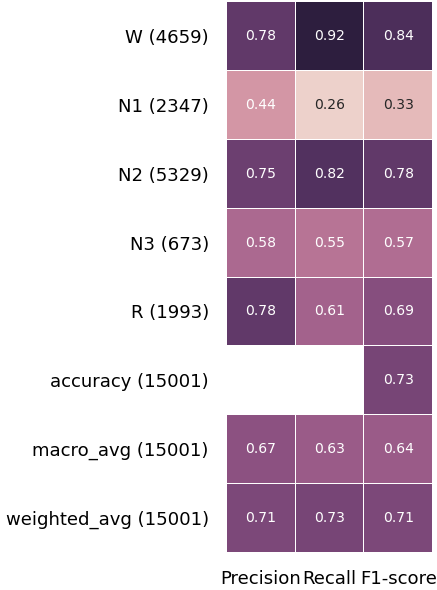 W (4659) 0.78 0.92 0.84
N1 (2347) 0.44 0.26 0.33
N2 (5329) 0.75 0.82 0.78
N3 (673) 0.58 0.55 0.57
R (1993) 0.78 0.61 0.69
accuracy (15001) 0.73
macro_avg (15001) 0.67 0.63 0.64
weighted_avg (15001) 0.71 0.73 0.71
Precision Recall F1-score